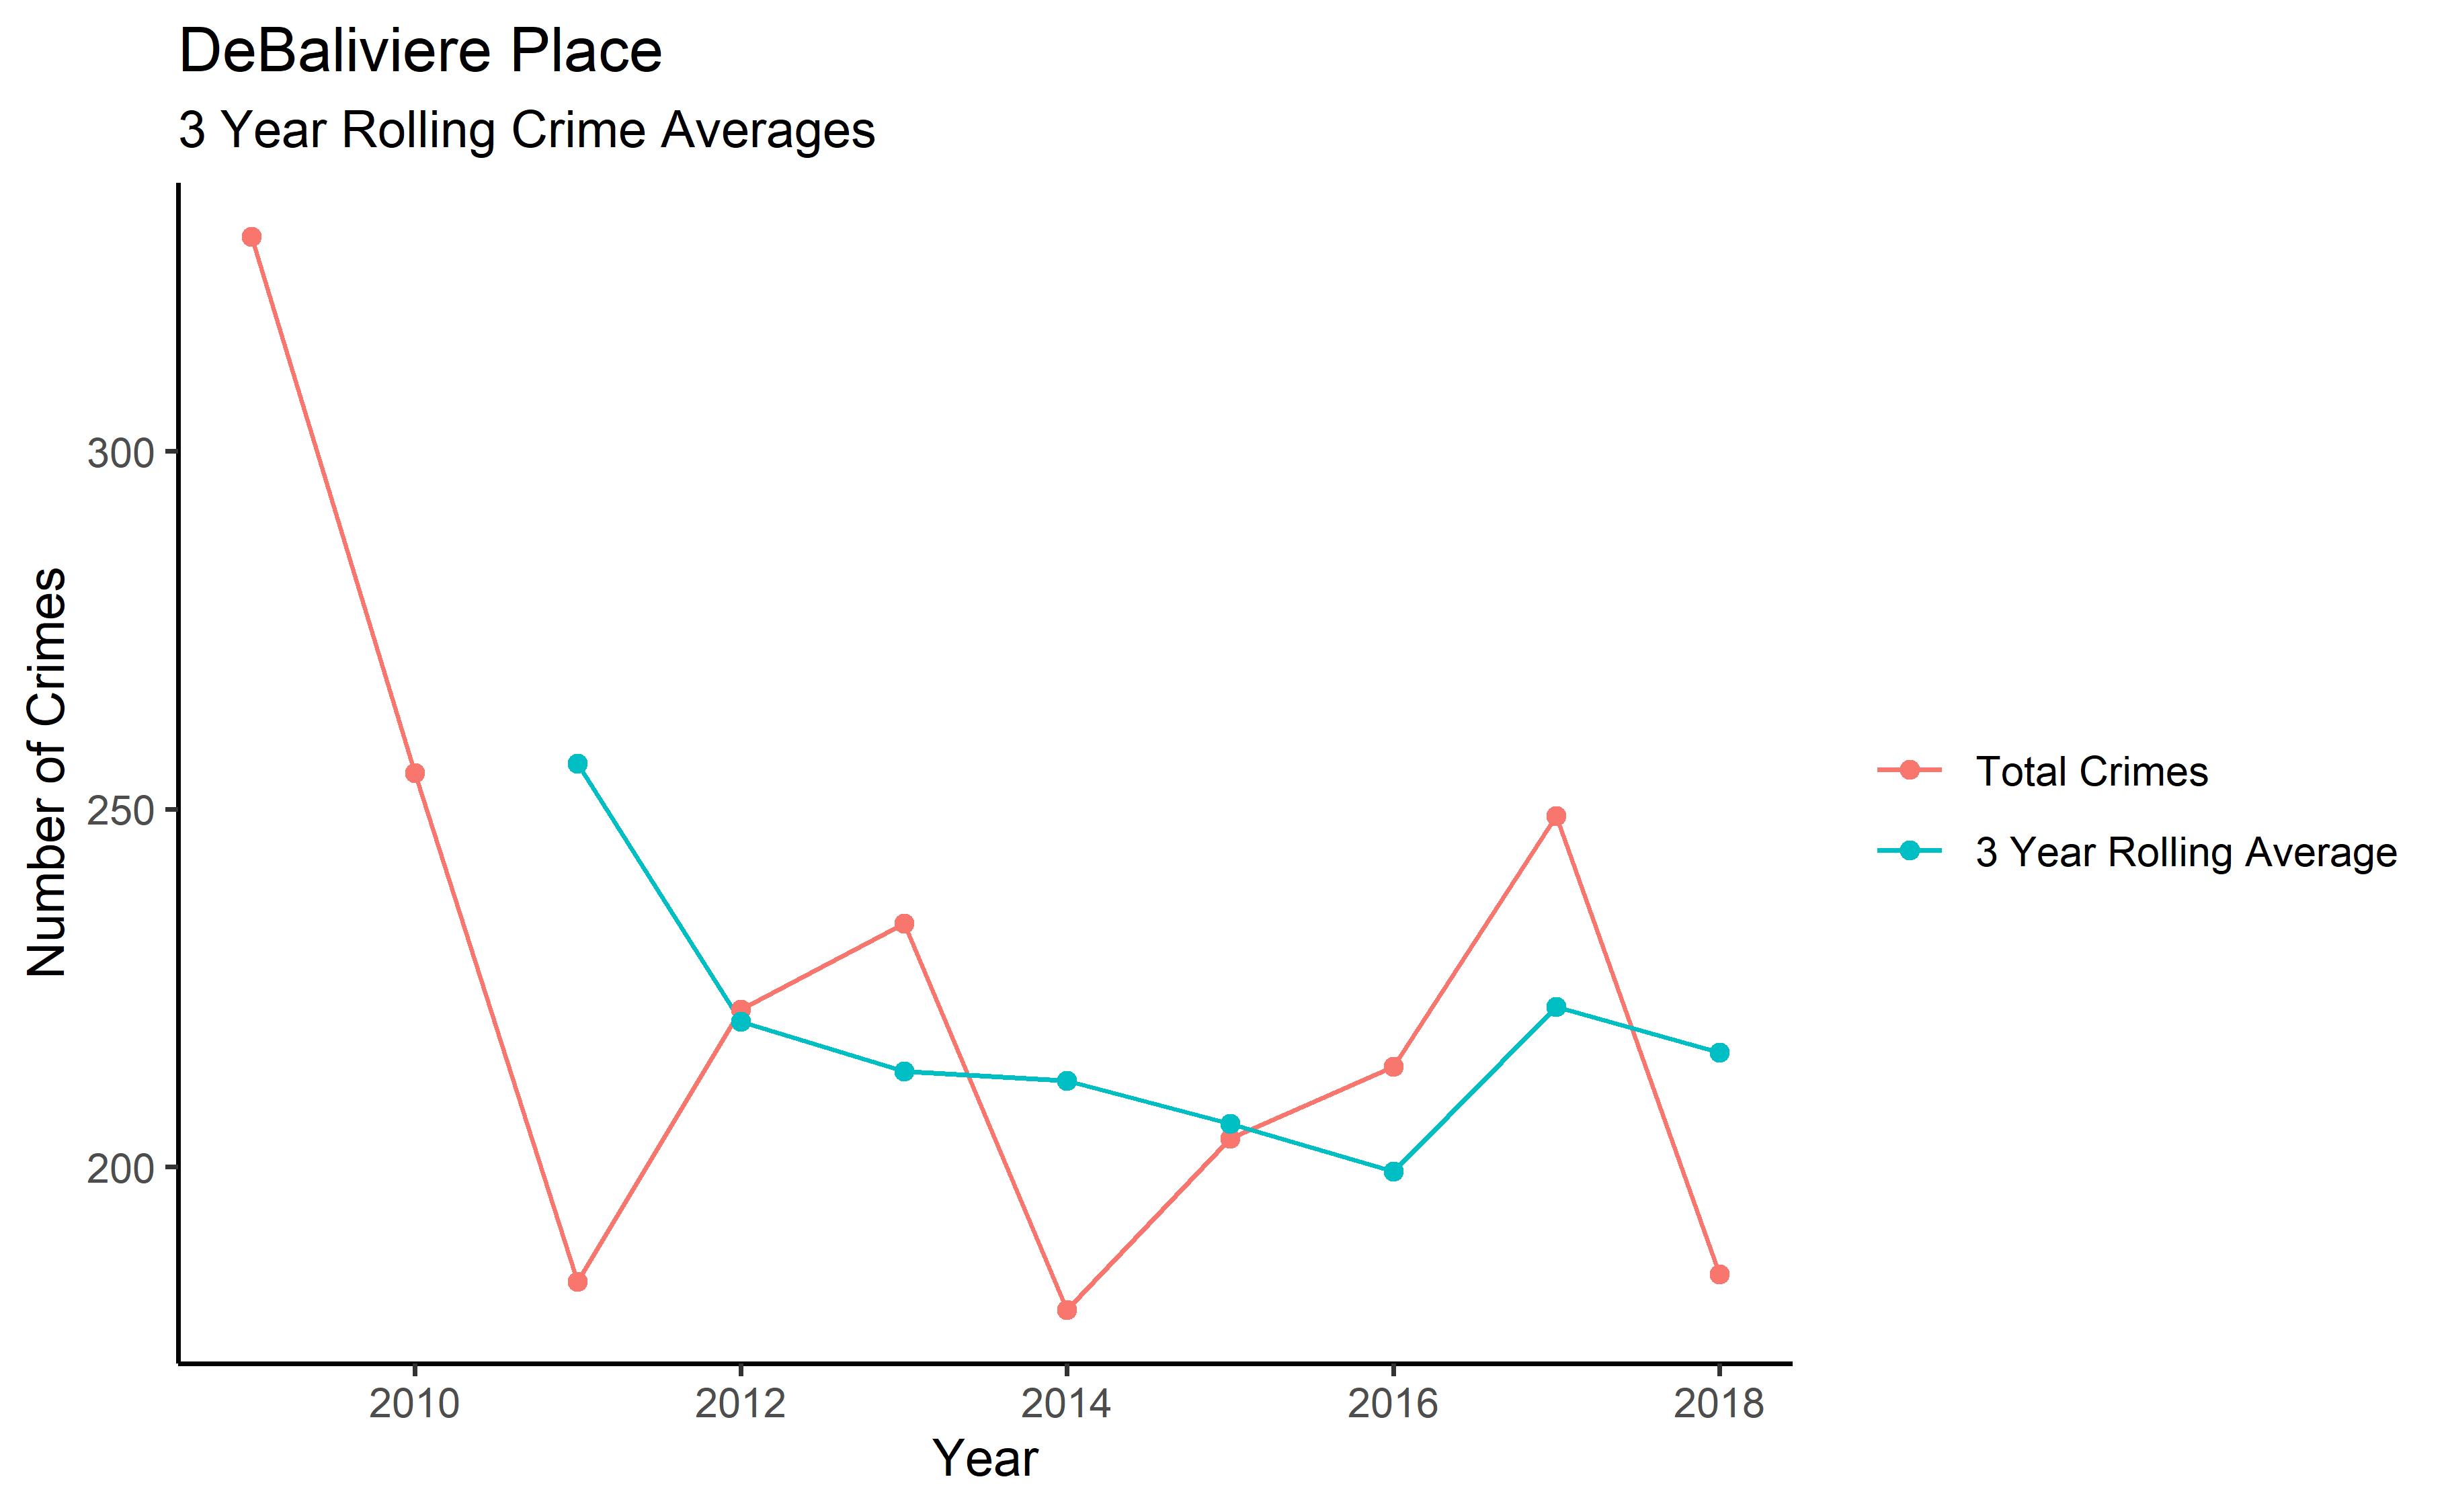 DeBaliviere Place
3 Year Rolling Crime Averages
Number of Crimes
300
250
200
2010
2012
2014
2016
2018
Year
Total Crimes
3 Year Rolling Average